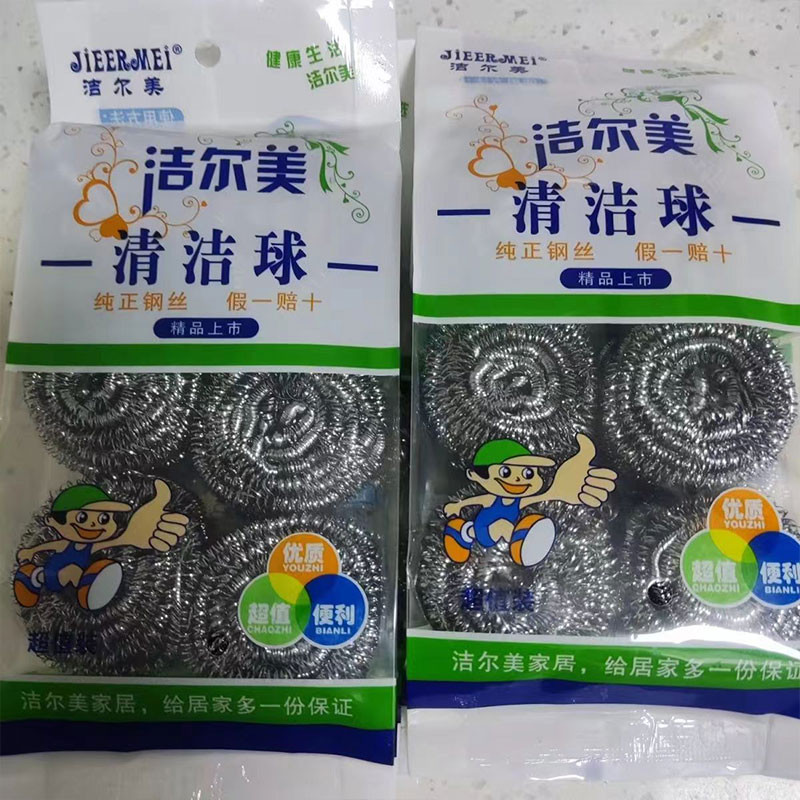 JIEERMEI®
洁尔美
健康生活
洁尔美
使用方法:
洁尔美
清洁球
纯正钢丝 假一赔十
精品上市
优质
YOUZHI
超值
CHAOZHI
便利
BIANLI
超值装
洁尔美家居，给居家多一份保证
JIEERMEI®
洁尔美
洁尔美
清洁球
纯正钢丝 假一赔十
精品上市
优质
YOUZHI
超值
CHAOZHI
便利
BIANLI
超值装
洁尔美家居，给居家多一份保证